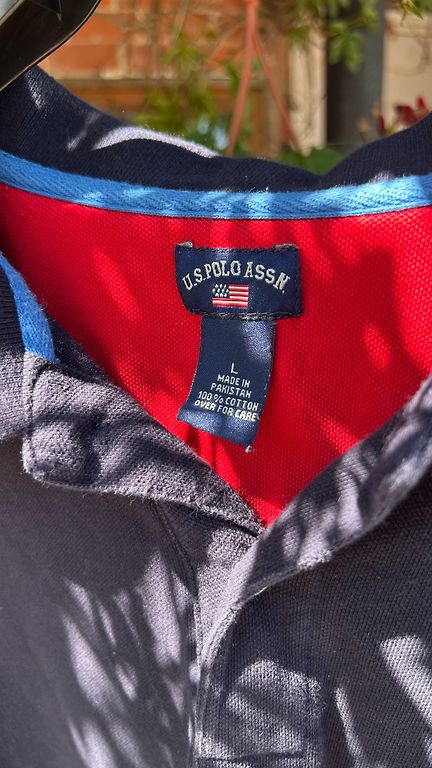 U.S. POLO ASSN.
L
MADE IN
PAKISTAN
100% COTTON
OVER FOR CARE